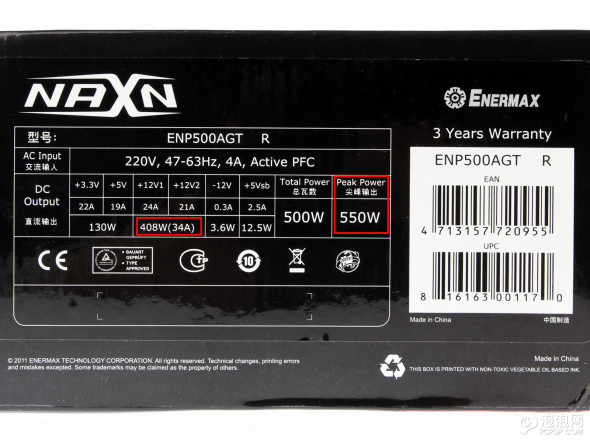 NAXN
ENERMAX
3 Years Warranty
型号: ENP500AGT R
AC Input
交流输入
220V, 47-63Hz, 4A, Active PFC
DC
Output
直流输出
+3.3V +5V +12V1 +12V2 -12V +5Vsb Total Power
总瓦数 Peak Power
尖峰输出
22A 19A 24A 21A 0.3A 2.5A 500W 550W
130W 408W(34A) 3.6W 12.5W
CE
BAUART
GEPRÜFT
TYPE
APPROVED
10
ENP500AGT R
EAN
4 713157 720955
UPC
8 16163 00117 0
Made in China
Made in China 中国制造
© 2011 ENERMAX TECHNOLOGY CORPORATION. All rights reserved. Technical changes, printing errors
and mistakes excepted. Some trademarks may be claimed as the property of others.
THIS BOX IS PRINTED WITH NON-TOXIC VEGETABLE OIL BASED INK.
泡泡网
PCPOP.COM